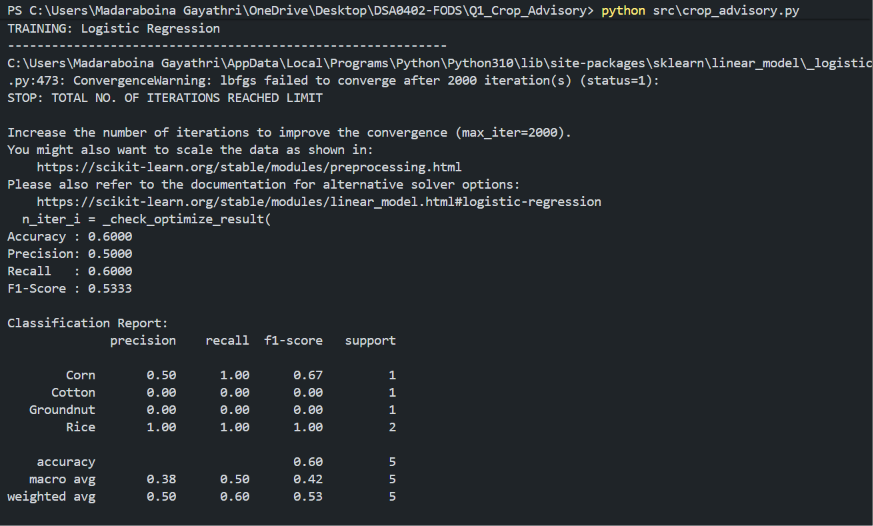 PS C:\Users\Madaraboina Gayathri\OneDrive\Desktop\DSA0402-FODS\Q1_Crop_Advisory> python src\crop_advisory.py
TRAINING: Logistic Regression
------------------------------------------------------------
C:\Users\Madaraboina Gayathri\AppData\Local\Programs\Python\Python310\lib\site-packages\sklearn\linear_model\_logistic
.py:473: ConvergenceWarning: lbfgs failed to converge after 2000 iteration(s) (status=1):
STOP: TOTAL NO. OF ITERATIONS REACHED LIMIT

Increase the number of iterations to improve the convergence (max_iter=2000).
You might also want to scale the data as shown in:
    https://scikit-learn.org/stable/modules/preprocessing.html
Please also refer to the documentation for alternative solver options:
    https://scikit-learn.org/stable/modules/linear_model.html#logistic-regression
  n_iter_i = _check_optimize_result(
Accuracy : 0.6000
Precision: 0.5000
Recall   : 0.6000
F1-Score : 0.5333

Classification Report:
              precision    recall  f1-score   support

        Corn       0.50      1.00      0.67         1
      Cotton       0.00      0.00      0.00         1
   Groundnut       0.00      0.00      0.00         1
        Rice       1.00      1.00      1.00         2

    accuracy                           0.60         5
   macro avg       0.38      0.50      0.42         5
weighted avg       0.50      0.60      0.53         5